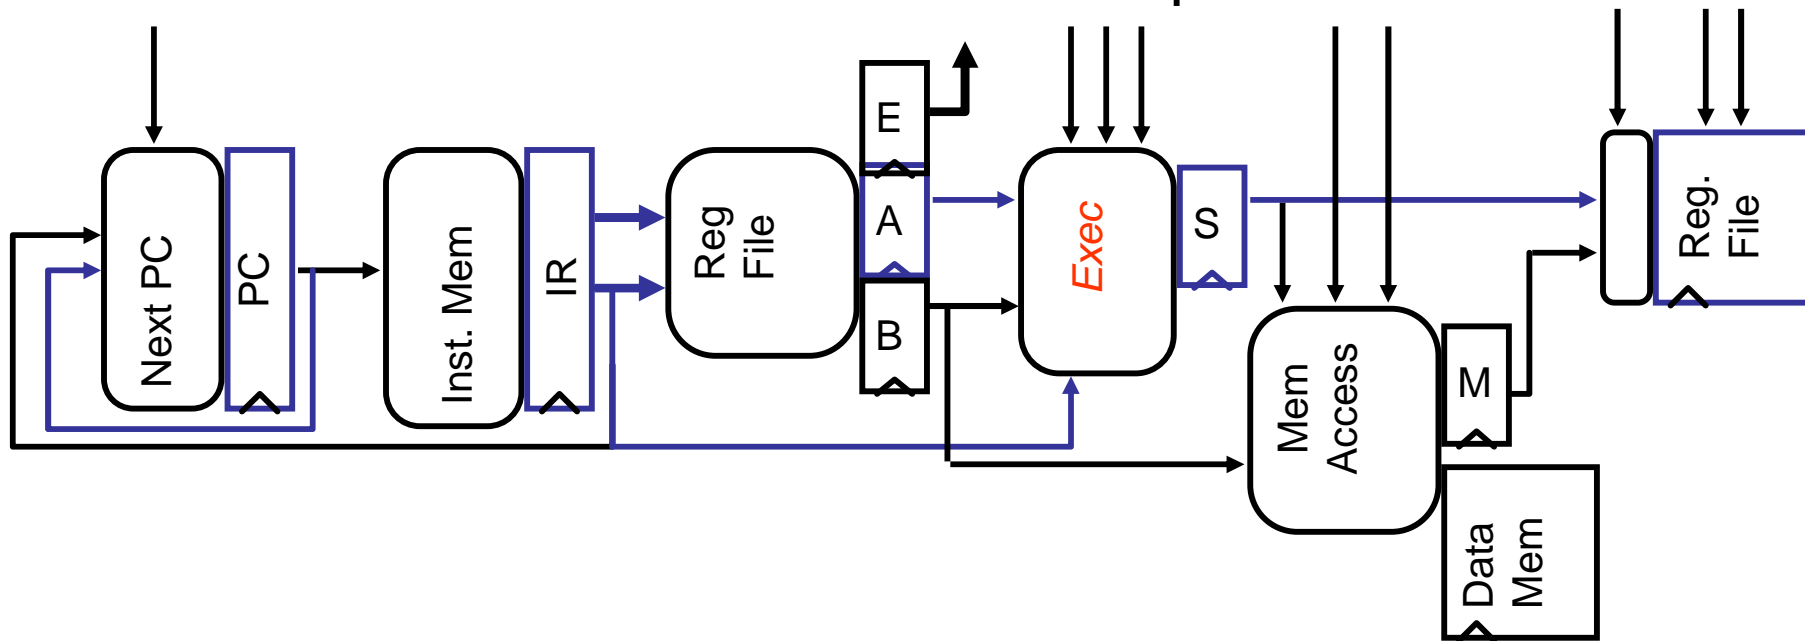 Next PC
PC
Inst. Mem
IR
Reg
File
E
A
B
Exec
S
Mem
Access
M
Data
Mem
Reg.
File